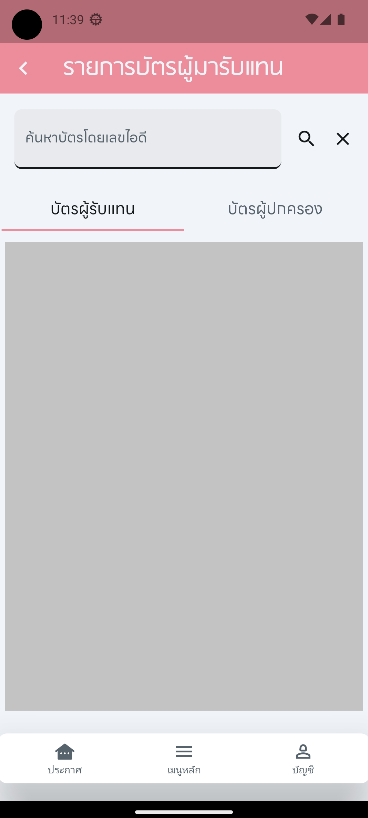 11:39
รายการบัตรผู้มารับแทน
ค้นหาบัตรโดยเลขไอดี
บัตรผู้รับแทน บัตรผู้ปกครอง
ประกาศ เมนูหลัก บัญชี